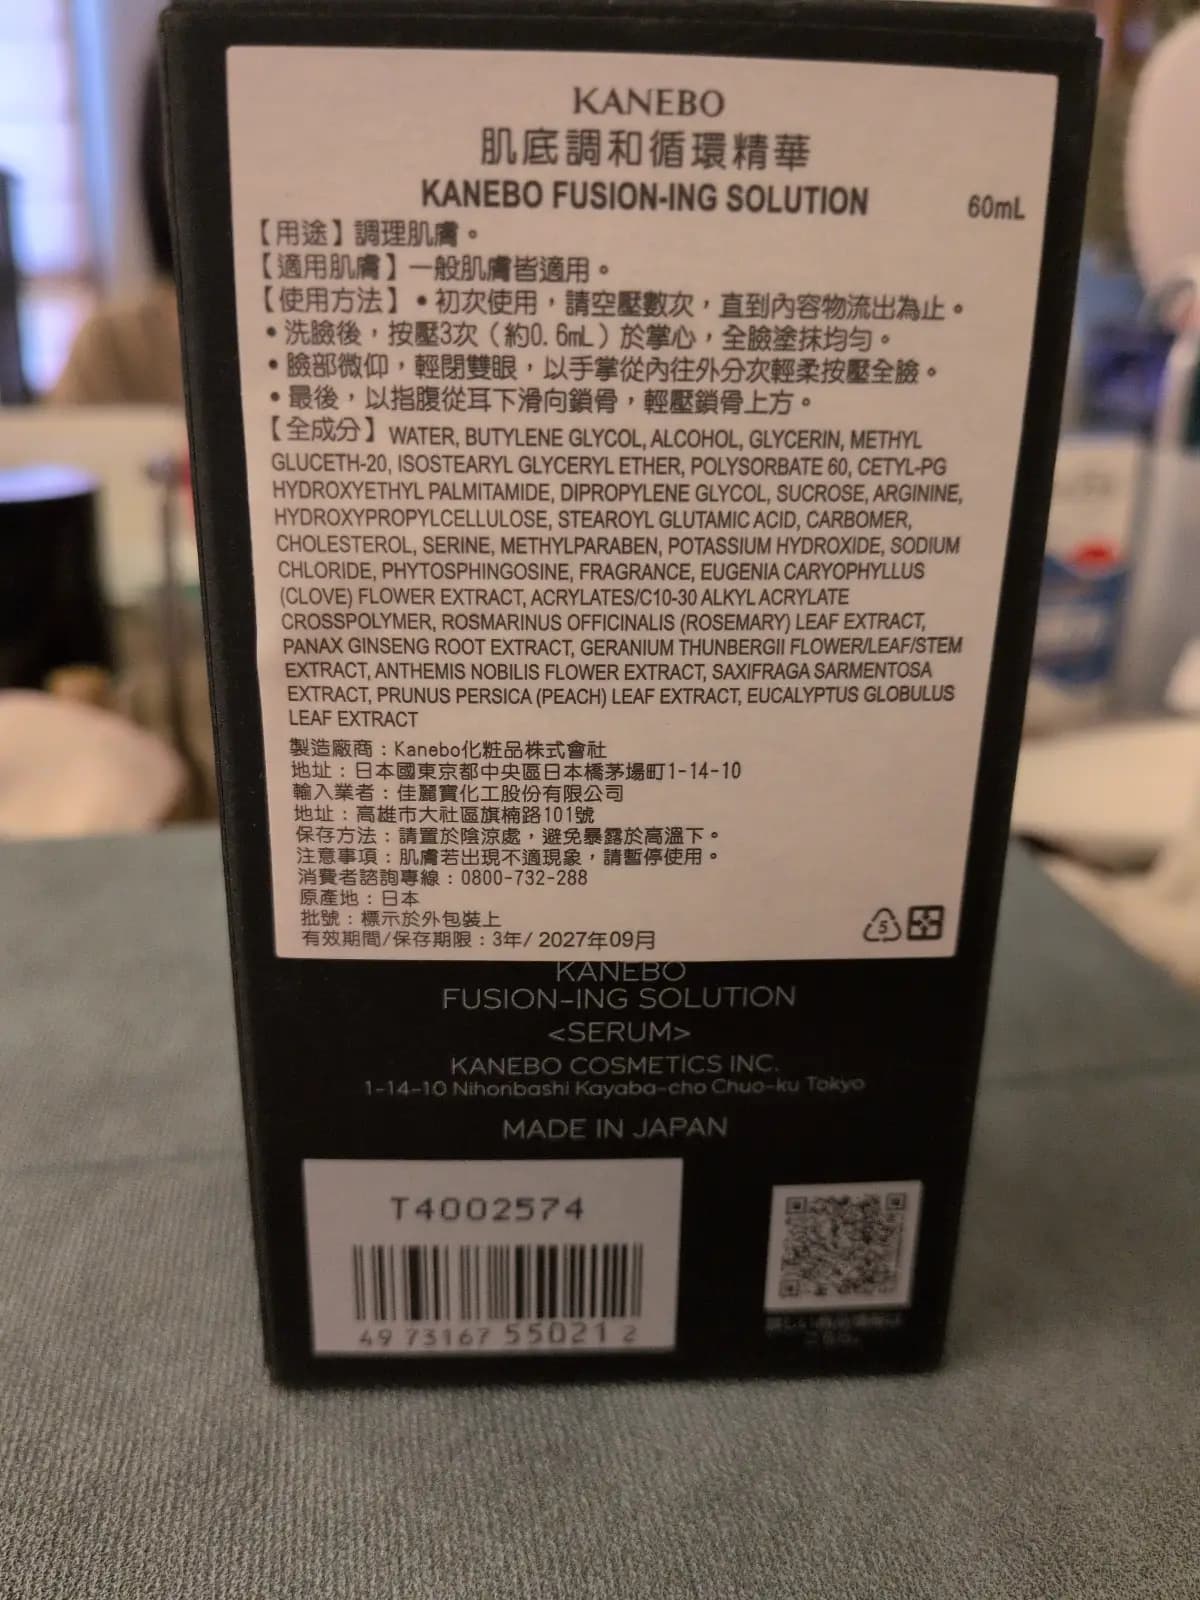 KANEBO
肌底調和循環精華
KANEBO FUSION-ING SOLUTION 60mL
【用途】調理肌膚。
【適用肌膚】一般肌膚皆適用。
【使用方法】•初次使用，請空壓數次，直到內容物流出為止。
•洗臉後，按壓3次（約0.6mL）於掌心，全臉塗抹均勻。
•臉部微仰，輕閉雙眼，以手掌從內往外分次輕柔按壓全臉。
•最後，以指腹從耳下滑向鎖骨，輕壓鎖骨上方。
【全成分】WATER, BUTYLENE GLYCOL, ALCOHOL, GLYCERIN, METHYL
GLUCETH-20, ISOSTEARYL GLYCERYL ETHER, POLYSORBATE 60, CETYL-PG
HYDROXYETHYL PALMITAMIDE, DIPROPYLENE GLYCOL, SUCROSE, ARGININE,
HYDROXYPROPYLCELLULOSE, STEAROYL GLUTAMIC ACID, CARBOMER,
CHOLESTEROL, SERINE, METHYLPARABEN, POTASSIUM HYDROXIDE, SODIUM
CHLORIDE, PHYTOSPHINGOSINE, FRAGRANCE, EUGENIA CARYOPHYLLUS
(CLOVE) FLOWER EXTRACT, ACRYLATES/C10-30 ALKYL ACRYLATE
CROSSPOLYMER, ROSMARINUS OFFICINALIS (ROSEMARY) LEAF EXTRACT,
PANAX GINSENG ROOT EXTRACT, GERANIUM THUNBERGII FLOWER/LEAF/STEM
EXTRACT, ANTHEMIS NOBILIS FLOWER EXTRACT, SAXIFRAGA SARMENTOSA
EXTRACT, PRUNUS PERSICA (PEACH) LEAF EXTRACT, EUCALYPTUS GLOBULUS
LEAF EXTRACT
製造廠商：Kanebo化粧品株式會社
地址：日本國東京都中央區日本橋茅場町1-14-10
輸入業者：佳麗寶化工股份有限公司
地址：高雄市大社區旗楠路101號
保存方法：請置於陰涼處，避免暴露於高溫下。
注意事項：肌膚若出現不適現象，請暫停使用。
消費者諮詢專線：0800-732-288
原產地：日本
批號：標示於外包裝上
有效期間/保存期限：3年/ 2027年09月
5
KANEBO
FUSION-ING SOLUTION
<SERUM>
KANEBO COSMETICS INC.
1-14-10 Nihonbashi Kayaba-cho Chuo-ku Tokyo
MADE IN JAPAN
T4002574
49 73167 55021 2